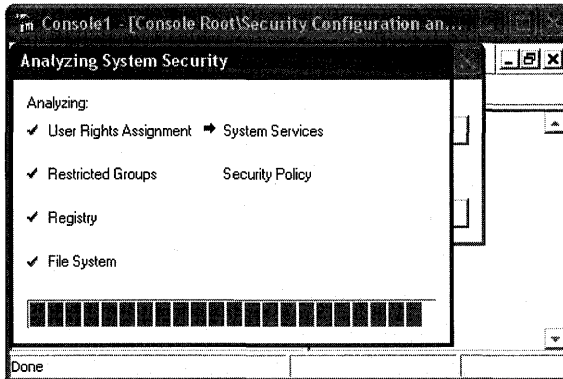 Console1 - [Console Root\Security Configuration an...
Analyzing System Security
Analyzing:
User Rights Assignment
System Services
Restricted Groups
Security Policy
Registry
File System
Done